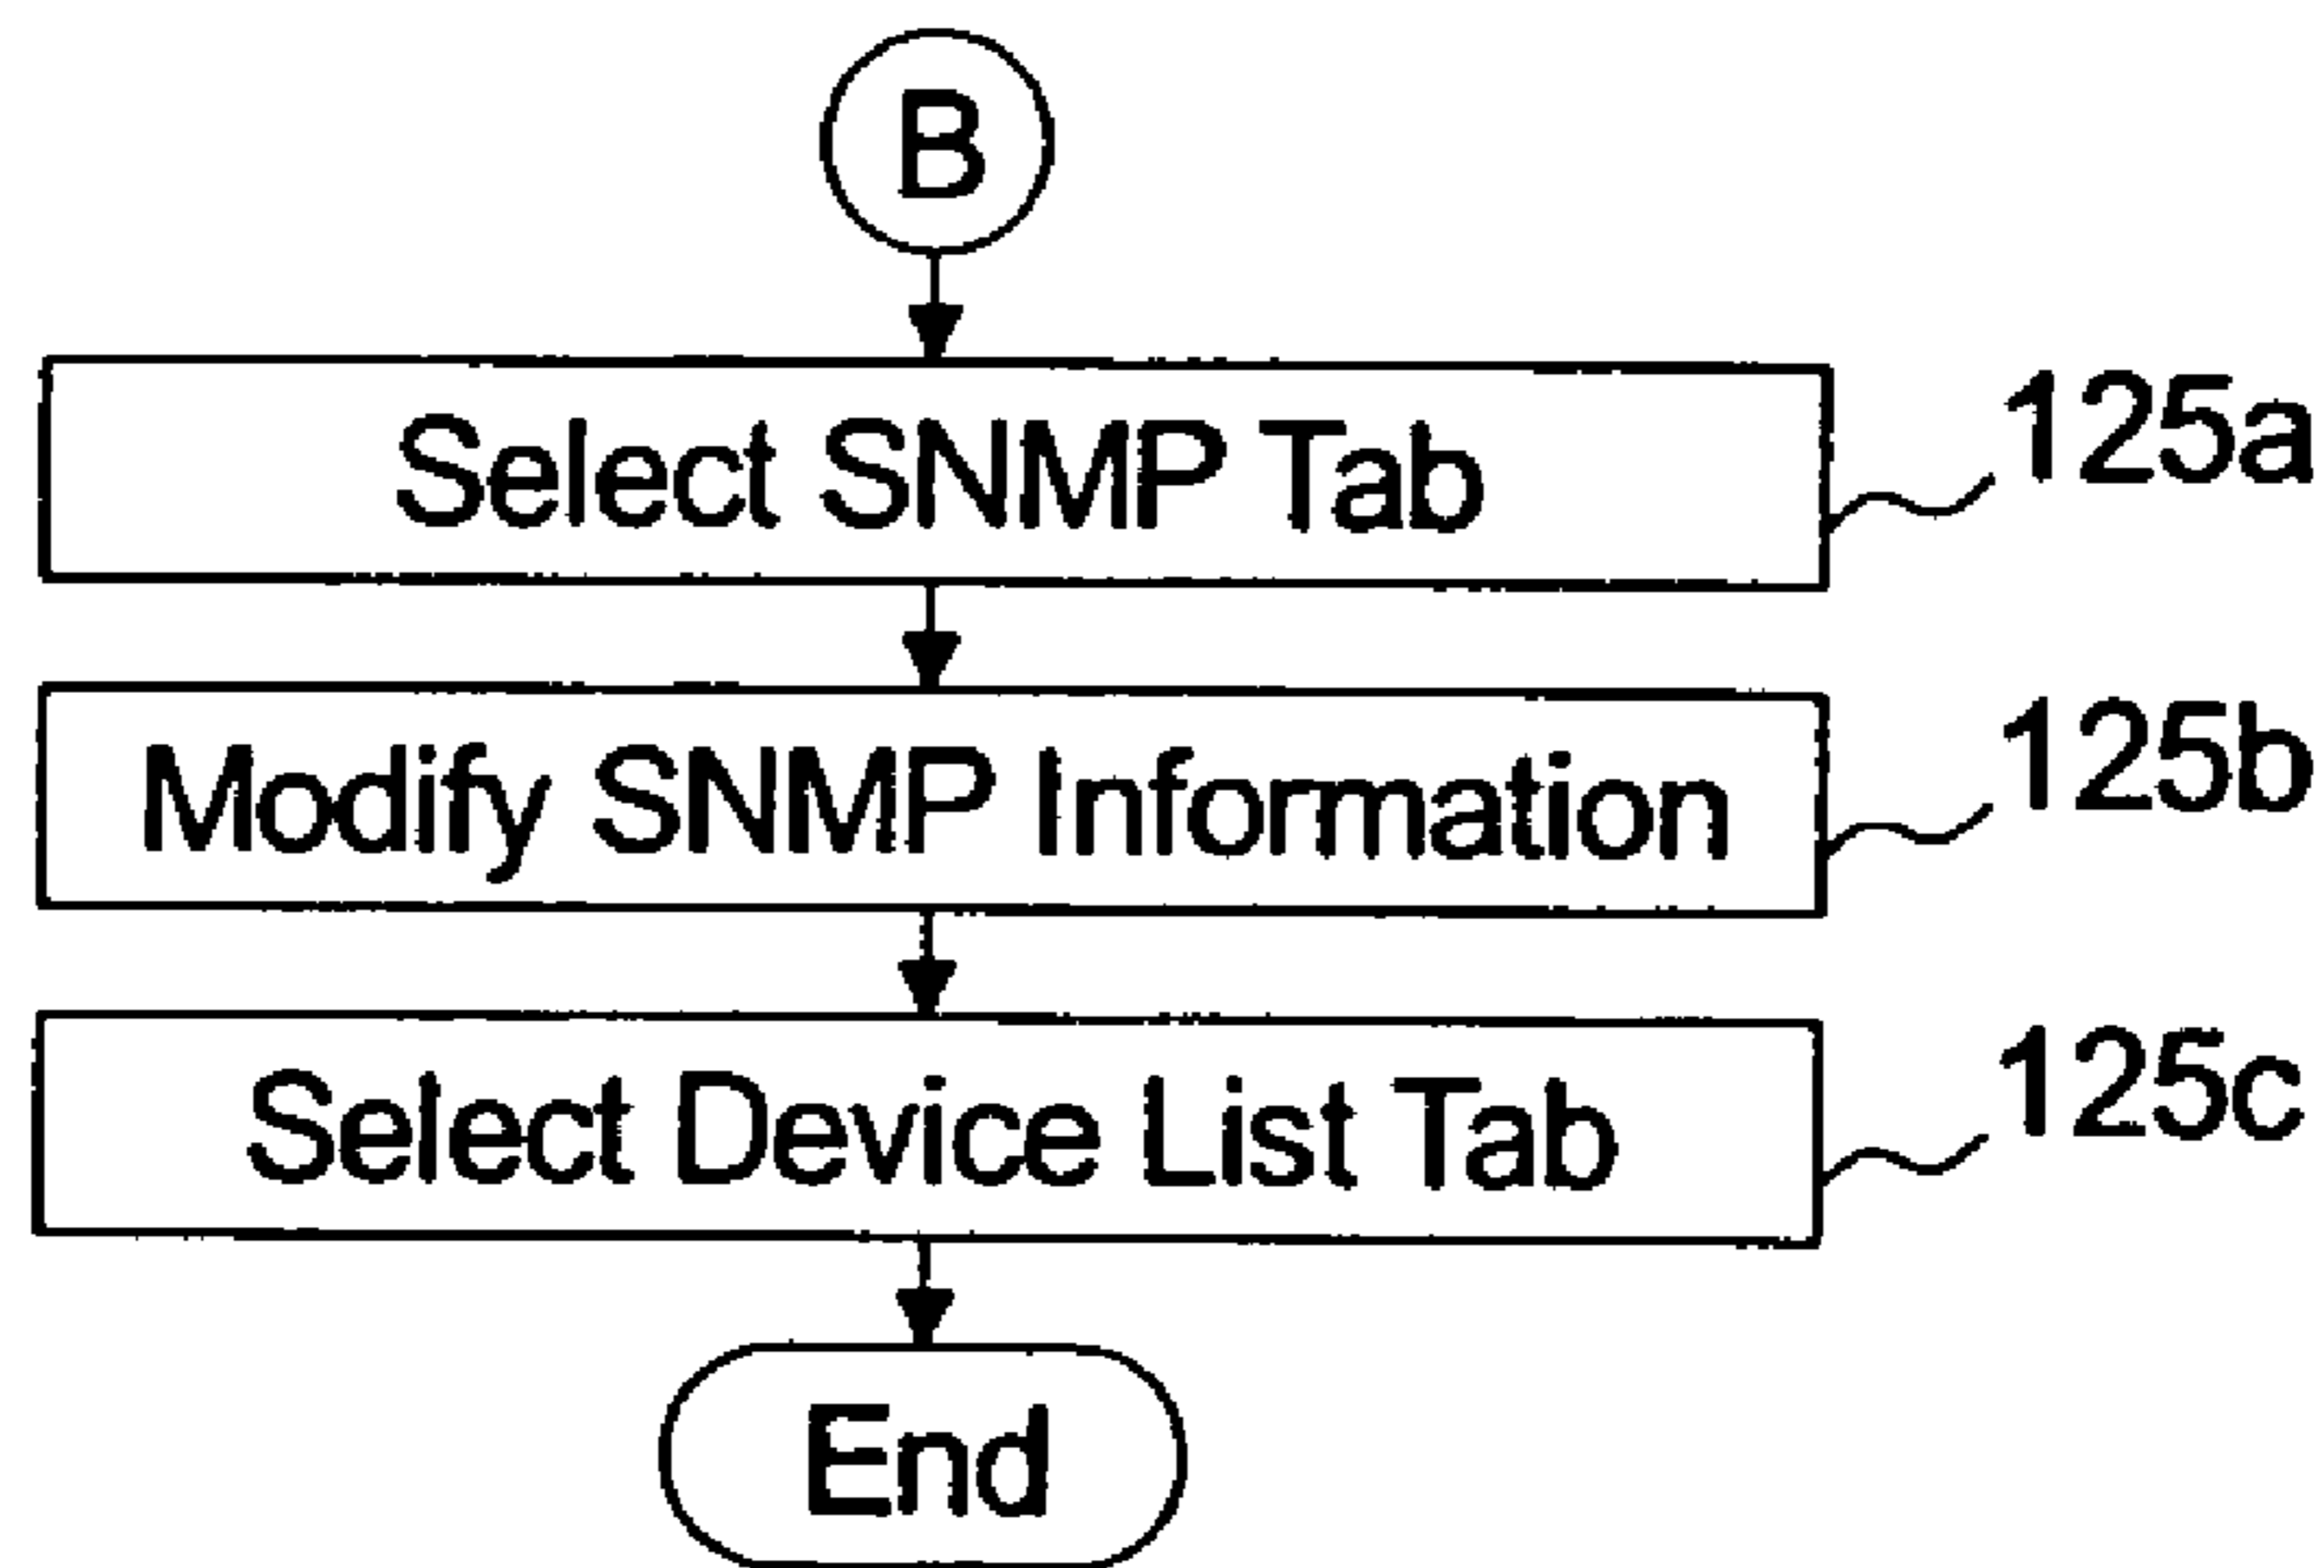 B
Select SNMP Tab
125a
Modify SNMP Information
125b
Select Device List Tab
125c
End